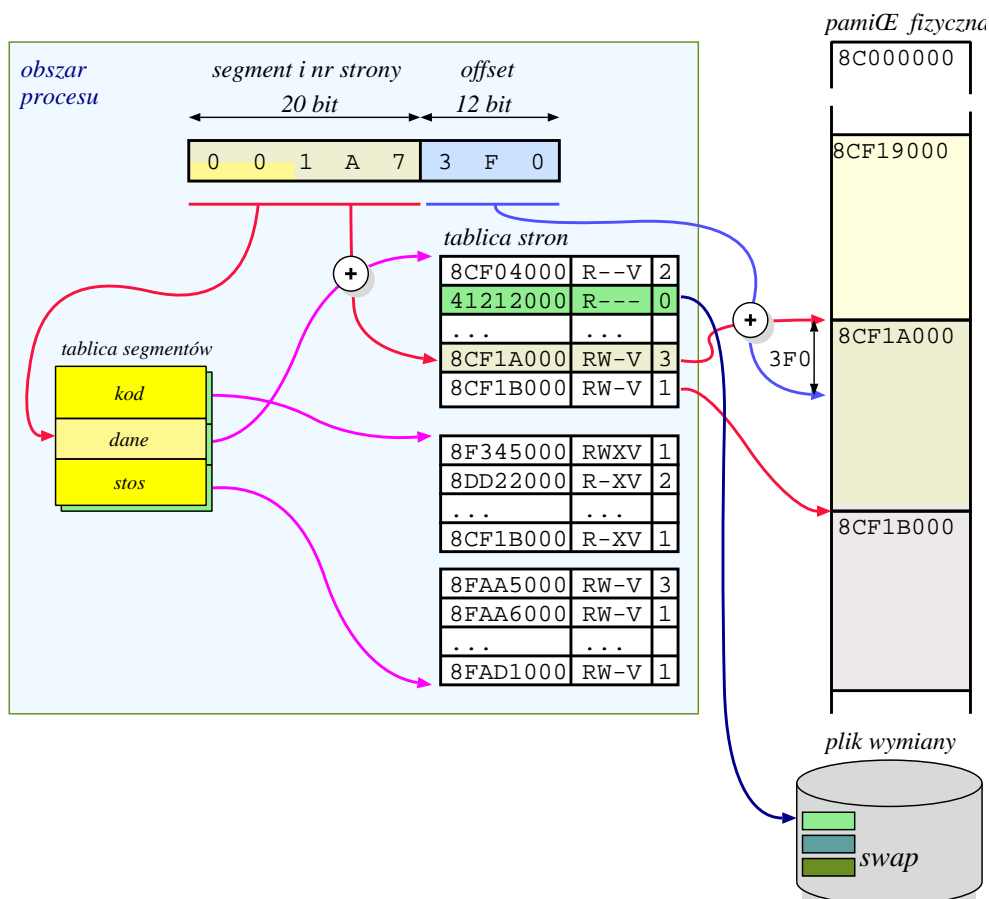 pamiŒ fizyczna
8C000000
obszar
procesu
segment i nr strony
offset
20 bit
12 bit
0 0 1 A 7 3 F 0
8CF19000
tablica stron
8CF04000 R--V 2
41212000 R--- 0
... ...
8CF1A000 RW-V 3
8CF1B000 RW-V 1
+
+
3F0
8CF1A000
tablica segmentów
kod
dane
stos
8F345000 RWXV 1
8DD22000 R-XV 2
... ...
8CF1B000 R-XV 1
8CF1B000
8FAA5000 RW-V 3
8FAA6000 RW-V 1
... ...
8FAD1000 RW-V 1
plik wymiany
swap